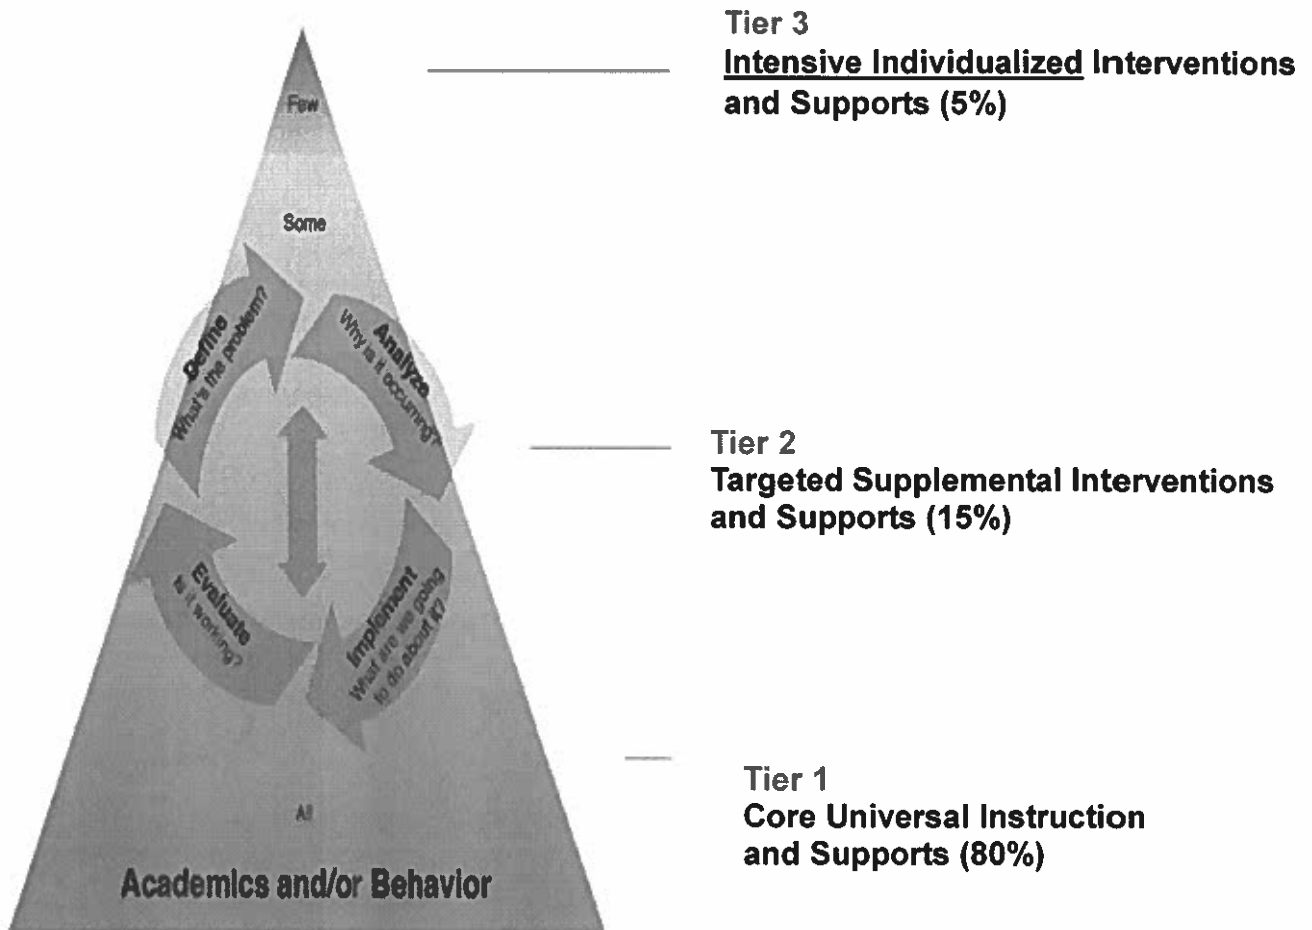 Tier 3
Intensive Individualized Interventions
and Supports (5%)
Few
Some
Define
What's the problem?
Analyze
Why is it occurring?
Tier 2
Targeted Supplemental Interventions
and Supports (15%)
Evaluate
Is it working?
Implement
What are we going
to do about it?
Tier 1
Core Universal Instruction
and Supports (80%)
All
Academics and/or Behavior